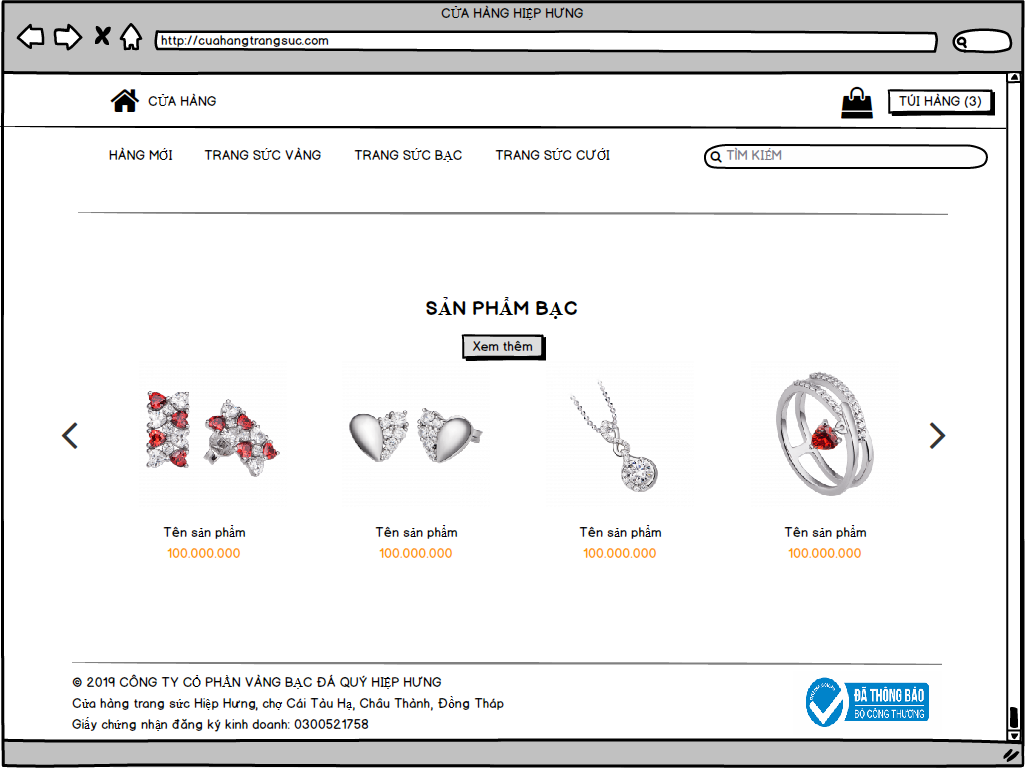 CỬA HÀNG HIỆP HƯNG
http://cuahangtrangsuc.com
CỬA HÀNG
TÚI HÀNG (3)
HÀNG MỚI TRANG SỨC VÀNG TRANG SỨC BẠC TRANG SỨC CƯỚI
TÌM KIẾM
SẢN PHẨM BẠC
Xem thêm
Tên sản phẩm Tên sản phẩm Tên sản phẩm Tên sản phẩm
100.000.000 100.000.000 100.000.000 100.000.000
© 2019 CÔNG TY CỔ PHẦN VÀNG BẠC ĐÁ QUÝ HIỆP HƯNG
Cửa hàng trang sức Hiệp Hưng, chợ Cái Tàu Hạ, Châu Thành, Đồng Tháp
Giấy chứng nhận đăng ký kinh doanh: 0300521758
ĐÃ THÔNG BÁO
BỘ CÔNG THƯƠNG